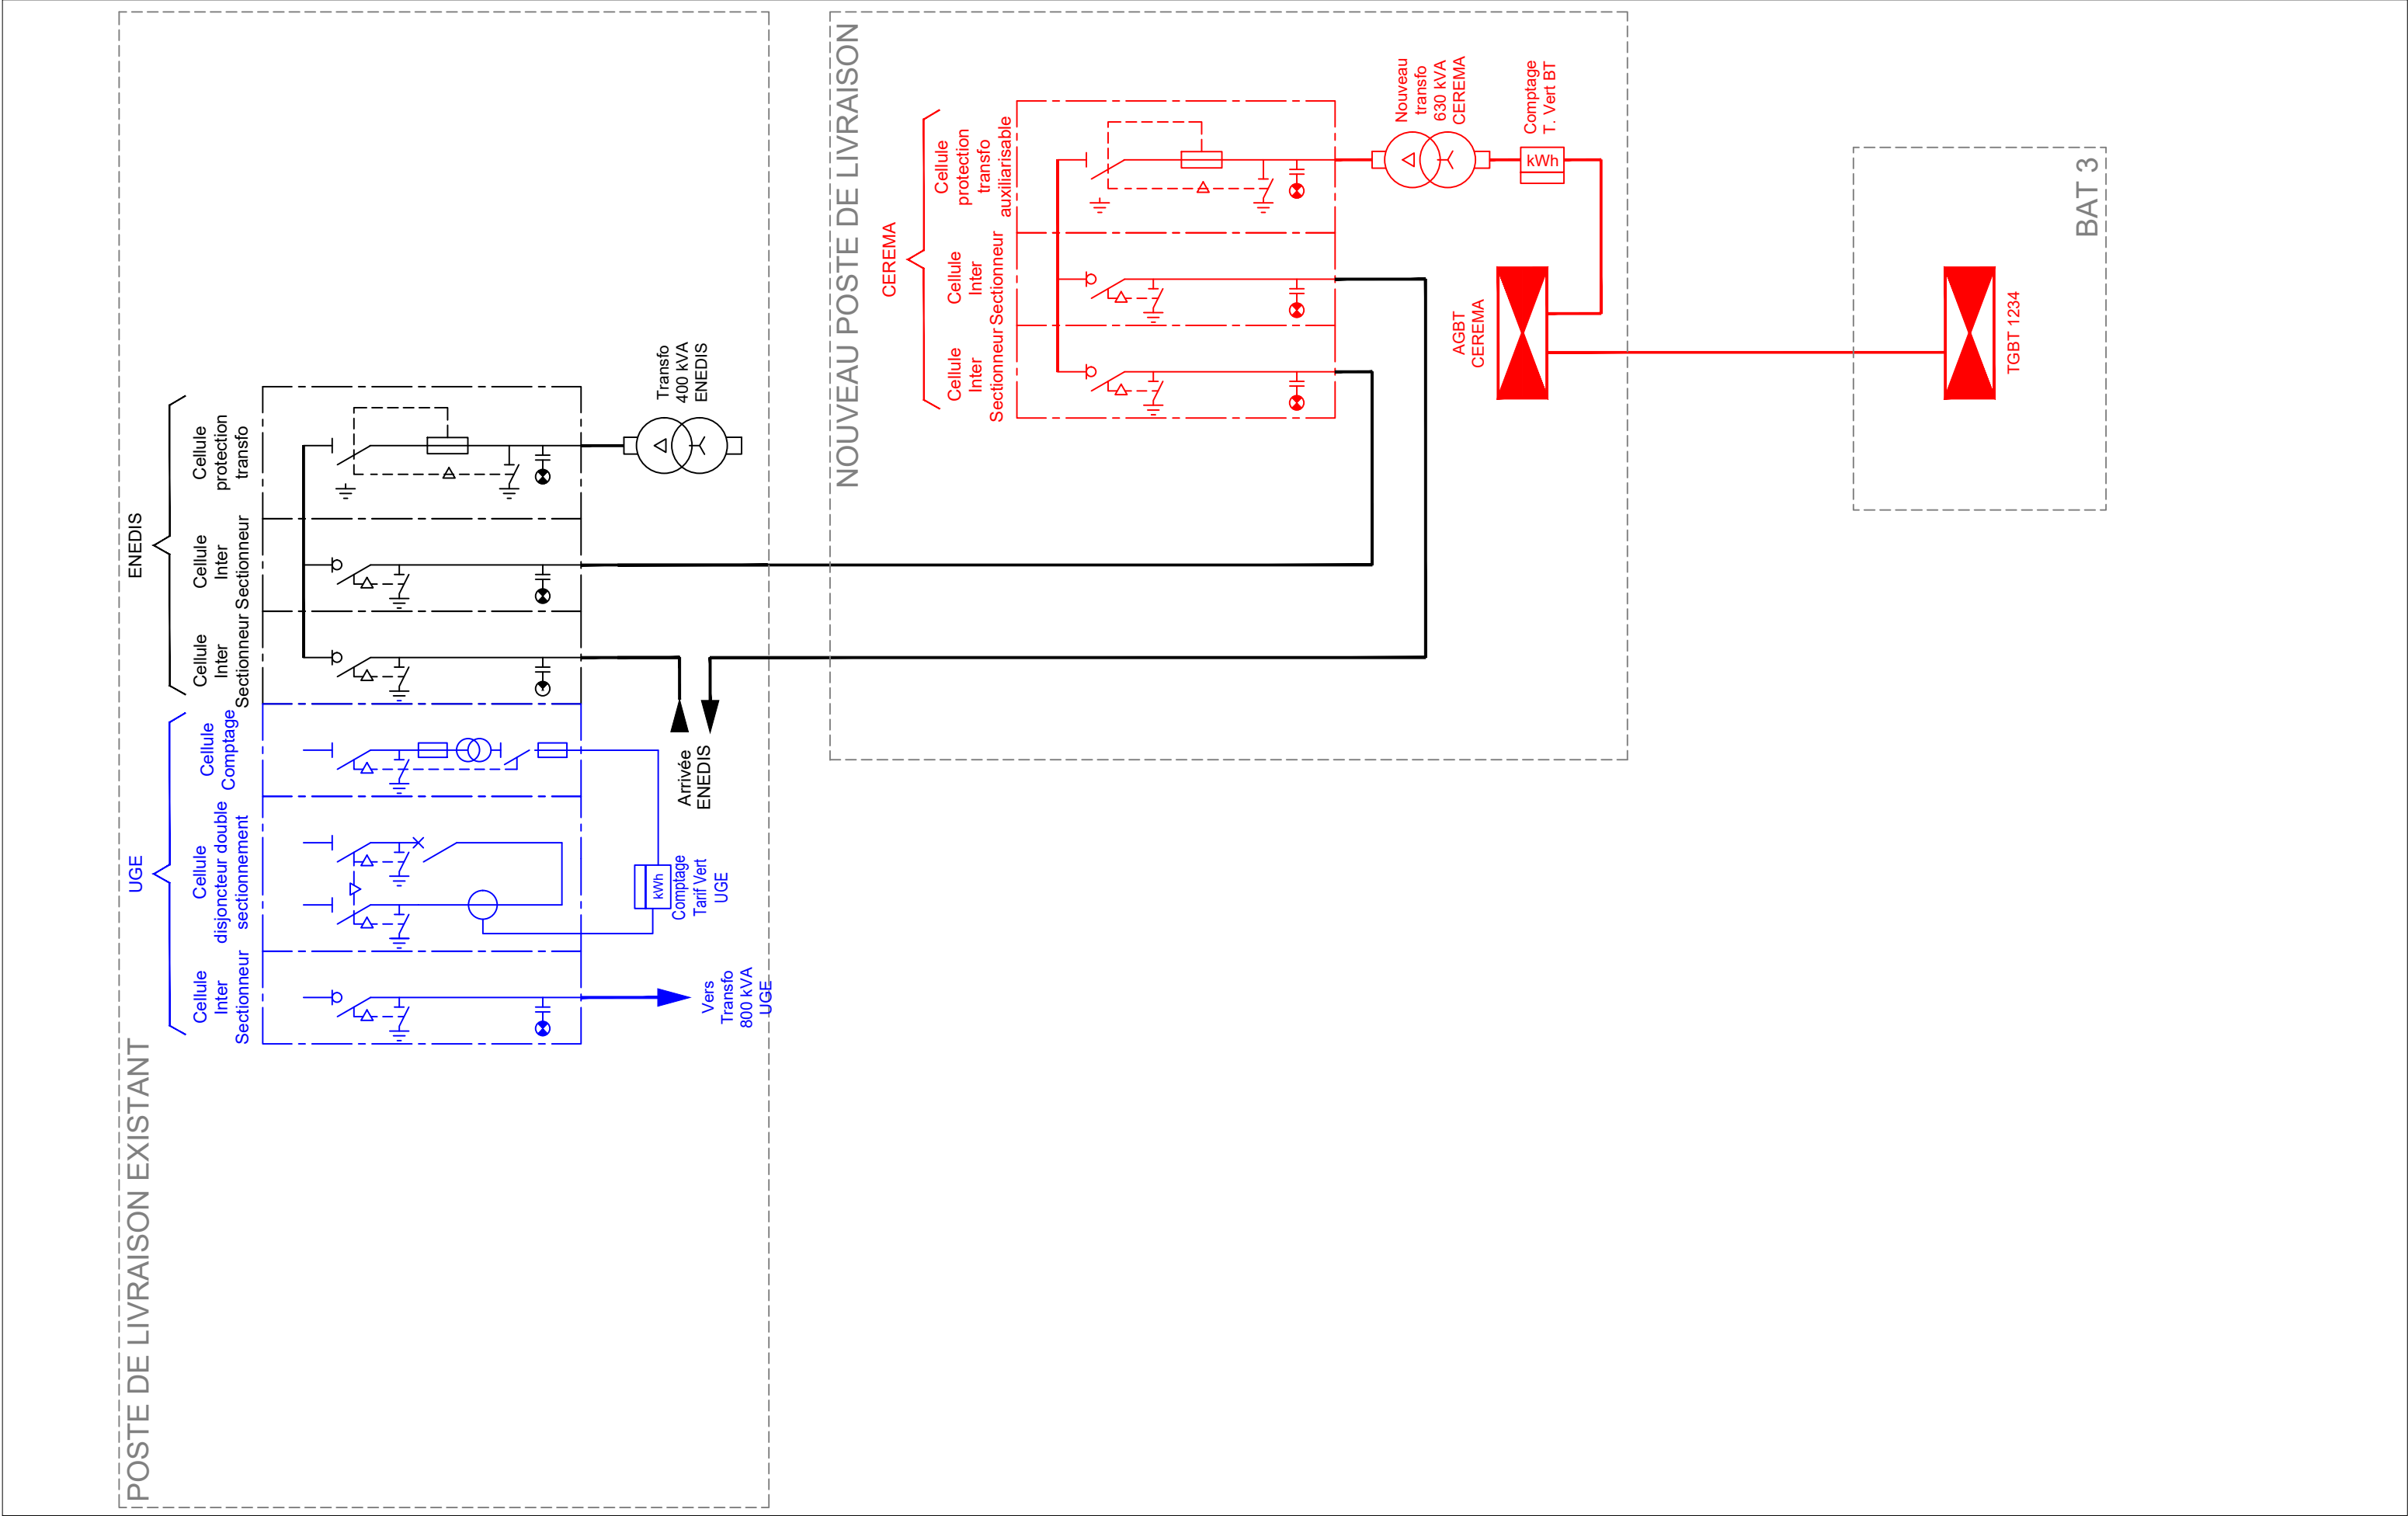 POSTE DE LIVRAISON EXISTANT
UGE
Cellule
Inter
Sectionneur
Cellule
disjoncteur double
sectionnement
Cellule
Comptage
ENEDIS
Cellule
Inter
Sectionneur
Cellule
Inter
Sectionneur
Cellule
protection
transfo
Vers
Transfo
800 kVA
UGE
kWh
Comptage
Tarif Vert
UGE
Arrivée
ENEDIS
Transfo
400 kVA
ENEDIS
NOUVEAU POSTE DE LIVRAISON
CEREMA
Cellule
Inter
Sectionneur
Cellule
Inter
Sectionneur
Cellule
protection
transfo
auxiliarisable
Nouveau
transfo
630 kVA
CEREMA
Comptage
T. Vert BT
kWh
AGBT
CEREMA
BAT 3
TGBT 1234